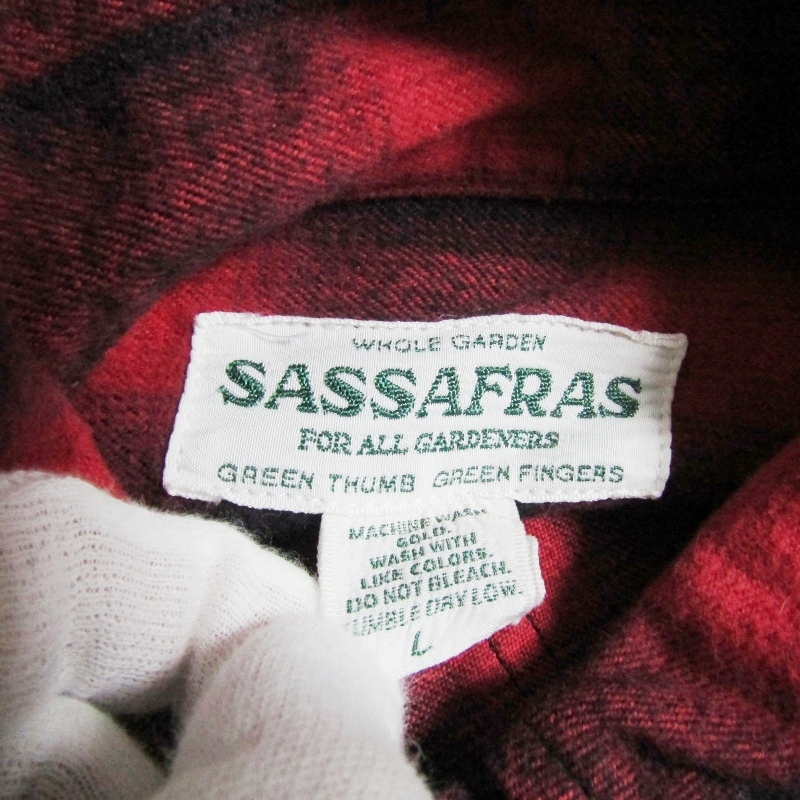 WHOLE GARDEN
SASSAFRAS
FOR ALL GARDENERS
GREEN THUMB GREEN FINGERS
MACHINE WASH
COLD.
WASH WITH
LIKE COLORS.
DO NOT BLEACH.
TUMBLE DRY LOW.
L